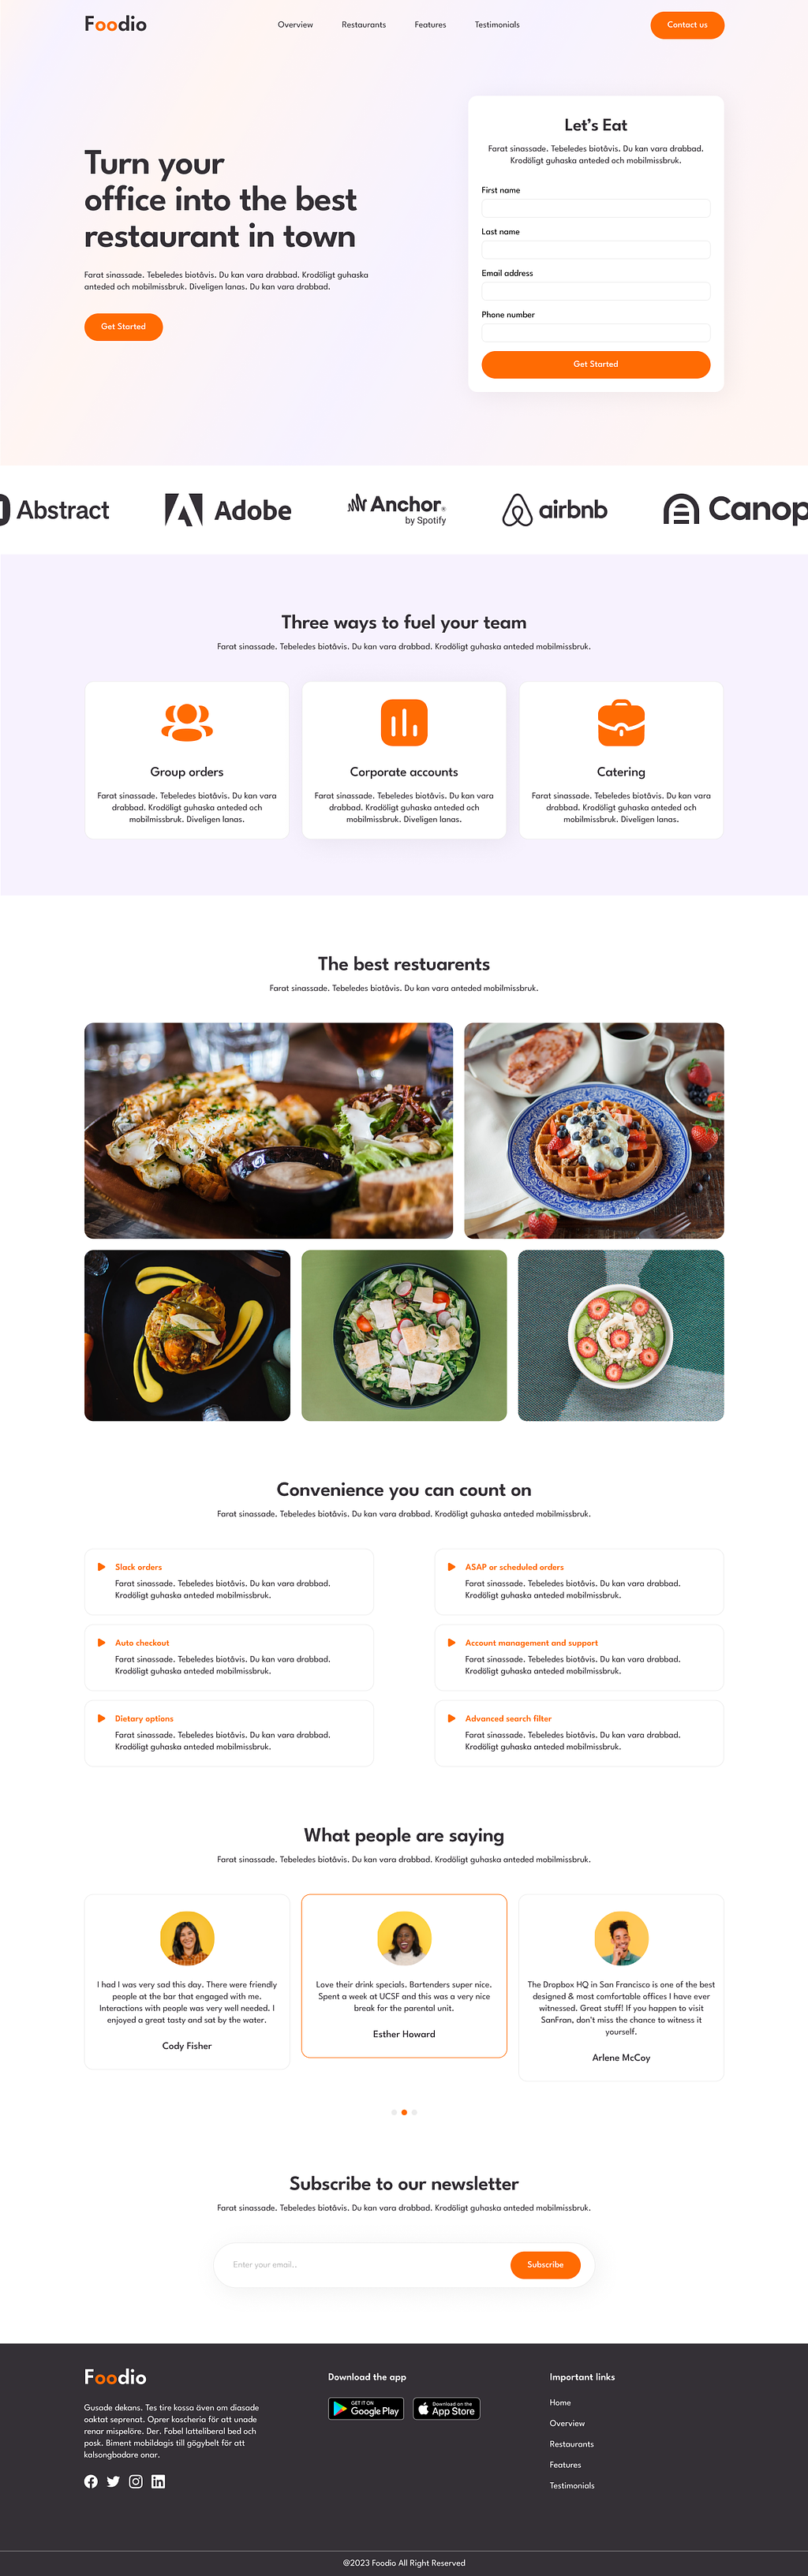 Foodio
Overview
Restaurants
Features
Testimonials
Contact us
Turn your
office into the best
restaurant in town
Farat sinassade. Tebeledes biotåvis. Du kan vara drabbad. Krodöligt guhaska
anteded och mobilmissbruk. Diveligen lanas. Du kan vara drabbad.
Get Started
Let's Eat
Farat sinassade. Tebeledes biotåvis. Du kan vara drabbad.
Krodöligt guhaska anteded och mobilmissbruk.
First name
Last name
Email address
Phone number
Get Started
Abstract
Adobe
Anchor
by Spotify
airbnb
Canop
Three ways to fuel your team
Farat sinassade. Tebeledes biotåvis. Du kan vara drabbad. Krodöligt guhaska anteded mobilmissbruk.
Group orders
Farat sinassade. Tebeledes biotåvis. Du kan vara
drabbad. Krodöligt guhaska anteded och
mobilmissbruk. Diveligen lanas.
Corporate accounts
Farat sinassade. Tebeledes biotåvis. Du kan vara
drabbad. Krodöligt guhaska anteded och
mobilmissbruk. Diveligen lanas.
Catering
Farat sinassade. Tebeledes biotåvis. Du kan vara
drabbad. Krodöligt guhaska anteded och
mobilmissbruk. Diveligen lanas.
The best restuarents
Farat sinassade. Tebeledes biotåvis. Du kan vara anteded mobilmissbruk.
Convenience you can count on
Farat sinassade. Tebeledes biotåvis. Du kan vara drabbad. Krodöligt guhaska anteded mobilmissbruk.
Slack orders
Farat sinassade. Tebeledes biotåvis. Du kan vara drabbad.
Krodöligt guhaska anteded mobilmissbruk.
ASAP or scheduled orders
Farat sinassade. Tebeledes biotåvis. Du kan vara drabbad.
Krodöligt guhaska anteded mobilmissbruk.
Auto checkout
Farat sinassade. Tebeledes biotåvis. Du kan vara drabbad.
Krodöligt guhaska anteded mobilmissbruk.
Account management and support
Farat sinassade. Tebeledes biotåvis. Du kan vara drabbad.
Krodöligt guhaska anteded mobilmissbruk.
Dietary options
Farat sinassade. Tebeledes biotåvis. Du kan vara drabbad.
Krodöligt guhaska anteded mobilmissbruk.
Advanced search filter
Farat sinassade. Tebeledes biotåvis. Du kan vara drabbad.
Krodöligt guhaska anteded mobilmissbruk.
What people are saying
Farat sinassade. Tebeledes biotåvis. Du kan vara drabbad. Krodöligt guhaska anteded mobilmissbruk.
I had I was very sad this day. There were friendly
people at the bar that engaged with me.
Interactions with people was very well needed. I
enjoyed a great tasty and sat by the water.
Cody Fisher
Love their drink specials. Bartenders super nice.
Spent a week at UCSF and this was a very nice
break for the parental unit.
Esther Howard
The Dropbox HQ in San Francisco is one of the best
designed & most comfortable offices I have ever
witnessed. Great stuff! If you happen to visit
SanFran, don't miss the chance to witness it
yourself.
Arlene McCoy
Subscribe to our newsletter
Farat sinassade. Tebeledes biotåvis. Du kan vara drabbad. Krodöligt guhaska anteded mobilmissbruk.
Enter your email...
Subscribe
Foodio
Gusade dekans. Tes tire kossa även om diasade
oaktat seprenat. Oprer koscheria för att unade
renar mispelöre. Der. Fobel latteliberal bed och
posk. Biment mobildagis till gögybelt för att
kalsongbadare onar.
Download the app
GET IT ON
Google Play
Download on the
App Store
Important links
Home
Overview
Restaurants
Features
Testimonials
@2023 Foodio All Right Reserved